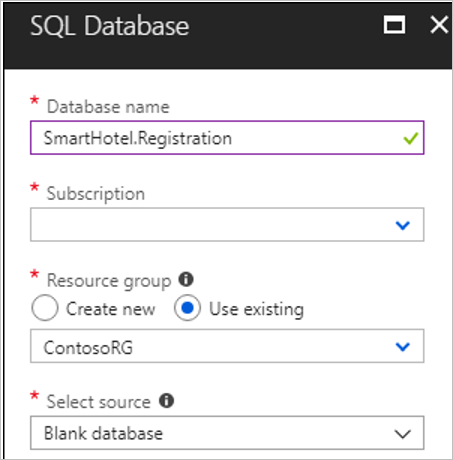 SQL Database
* Database name
SmartHotel.Registration
* Subscription
* Resource group
Create new Use existing
ContosoRG
* Select source
Blank database